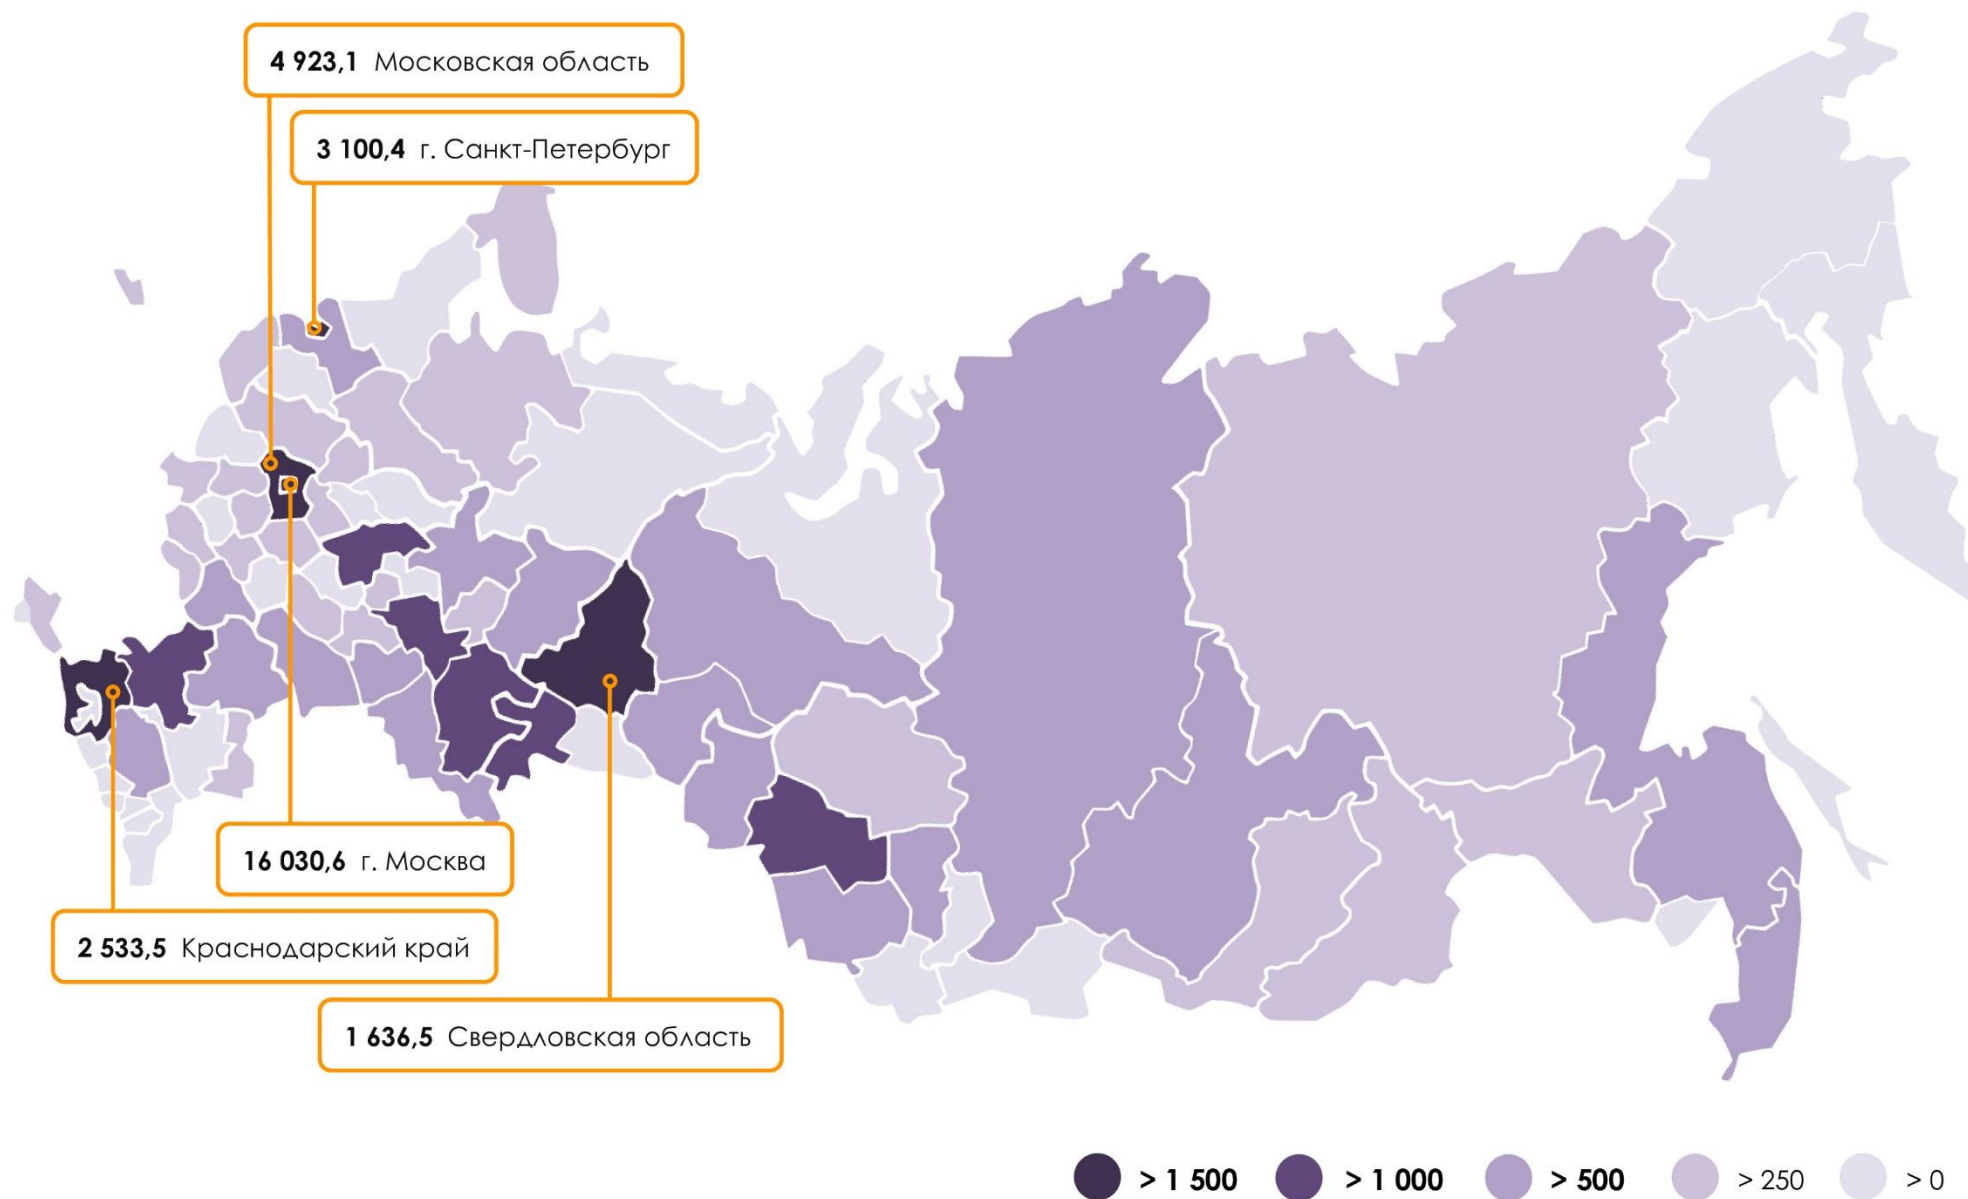 4 923,1 Московская область
3 100,4 г. Санкт-Петербург
16 030,6 г. Москва
2 533,5 Краснодарский край
1 636,5 Свердловская область
> 1 500 > 1 000 > 500 > 250 > 0